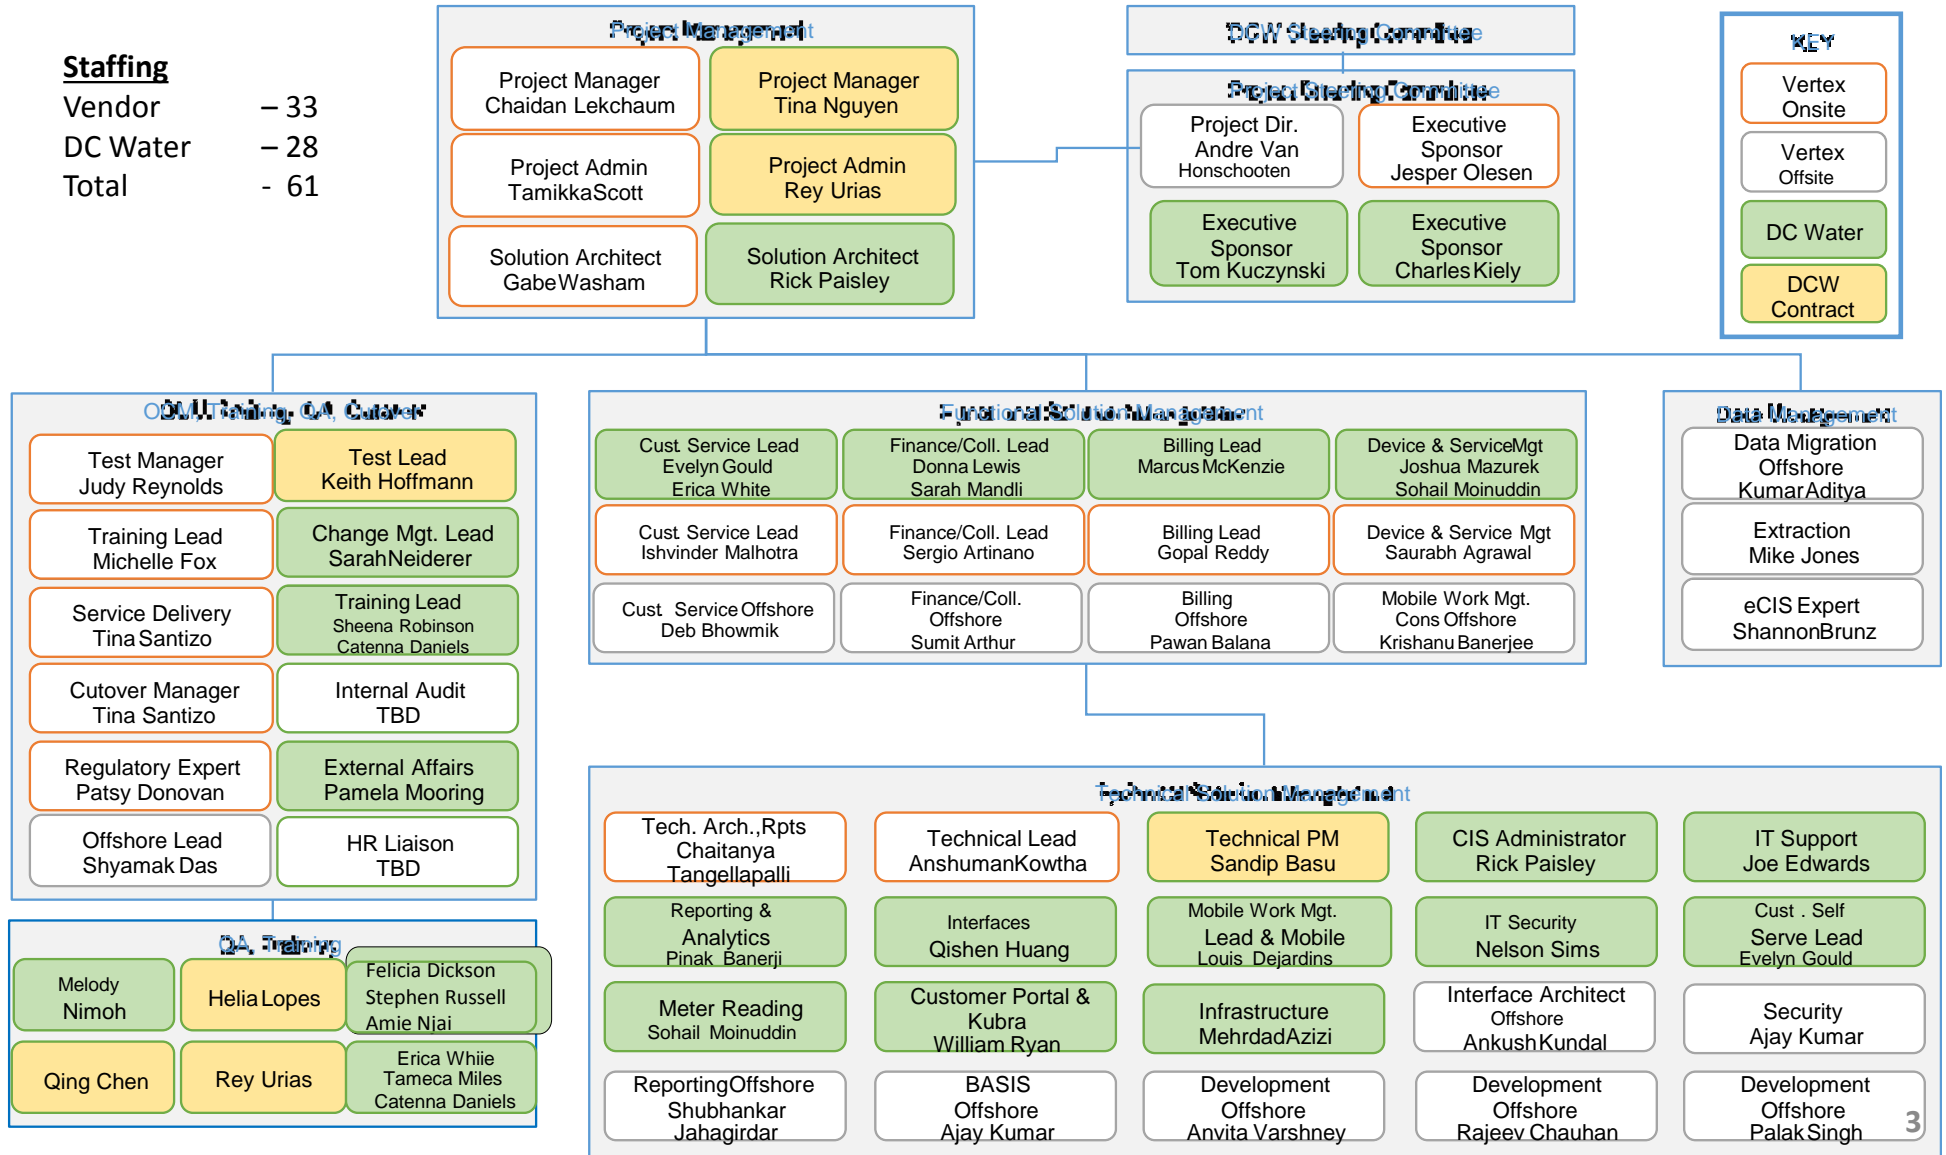 Staffing
Vendor – 33
DC Water – 28
Total - 61
Project Management
Project Manager
Chaidan Lekchaum
Project Manager
Tina Nguyen
Project Admin
TamikkaScott
Project Admin
Rey Urias
Solution Architect
GabeWasham
Solution Architect
Rick Paisley
DCW Steering Committee
Project Steering Committee
Project Dir.
Andre Van
Honschooten
Executive
Sponsor
Jesper Olesen
Executive
Sponsor
Tom Kuczynski
Executive
Sponsor
Charles Kiely
KEY
Vertex
Onsite
Vertex
Offsite
DC Water
DCW
Contract
OCM, Training, QA, Cutover
Test Manager
Judy Reynolds
Test Lead
Keith Hoffmann
Training Lead
Michelle Fox
Change Mgt. Lead
SarahNeiderer
Service Delivery
Tina Santizo
Training Lead
Sheena Robinson
Catenna Daniels
Cutover Manager
Tina Santizo
Internal Audit
TBD
Regulatory Expert
Patsy Donovan
External Affairs
Pamela Mooring
Offshore Lead
Shyamak Das
HR Liaison
TBD
QA, Training
Melody
Nimoh
Helia Lopes
Felicia Dickson
Stephen Russell
Amie Njai
Qing Chen
Rey Urias
Erica Whiie
Tameca Miles
Catenna Daniels
Functional Solution Management
Cust. Service Lead
Evelyn Gould
Erica White
Finance/Coll. Lead
Donna Lewis
Sarah Mandli
Billing Lead
Marcus McKenzie
Device & ServiceMgt
Joshua Mazurek
Sohail Moinuddin
Cust. Service Lead
Ishvinder Malhotra
Finance/Coll. Lead
Sergio Artinano
Billing Lead
Gopal Reddy
Device & Service Mgt
Saurabh Agrawal
Cust. Service Offshore
Deb Bhowmik
Finance/Coll.
Offshore
Sumit Arthur
Billing
Offshore
Pawan Balana
Mobile Work Mgt.
Cons Offshore
Krishanu Banerjee
Data Management
Data Migration
Offshore
Kumar Aditya
Extraction
Mike Jones
eCIS Expert
ShannonBrunz
Technical Solution Management
Tech. Arch.,Rpts
Chaitanya
Tangellapalli
Technical Lead
AnshumanKowtha
Technical PM
Sandip Basu
CIS Administrator
Rick Paisley
IT Support
Joe Edwards
Reporting &
Analytics
Pinak Banerji
Interfaces
Qishen Huang
Mobile Work Mgt.
Lead & Mobile
Louis Dejardins
IT Security
Nelson Sims
Cust . Self
Serve Lead
Evelyn Gould
Meter Reading
Sohail Moinuddin
Customer Portal &
Kubra
William Ryan
Infrastructure
MehrdadAzizi
Interface Architect
Offshore
Ankush Kundal
Security
Ajay Kumar
ReportingOffshore
Shubhankar
Jahagirdar
BASIS
Offshore
Ajay Kumar
Development
Offshore
Anvita Varshney
Development
Offshore
Rajeev Chauhan
Development
Offshore
Palak Singh
3